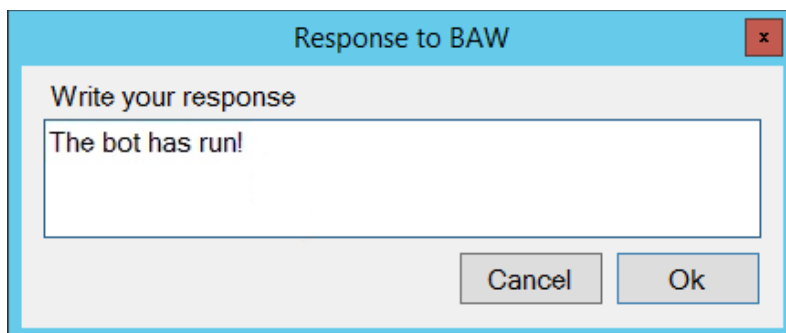 Response to BAW
x
Write your response
The bot has run!
Cancel Ok